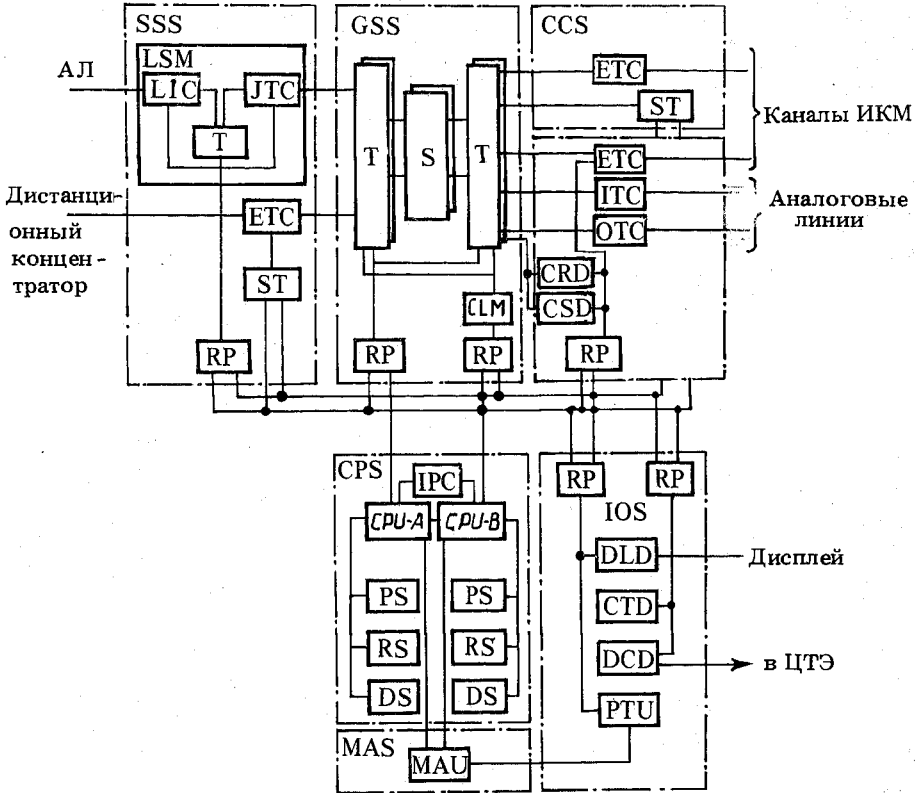 SSS
GSS
CCS
LSM
АЛ
LIC
JTC
T
ETC
ST
Каналы ИКМ
T
S
T
ETC
ITC
OTC
Аналоговые
линии
Дистанци-
онный
концен-
тратор
ETC
ST
CRD
CSD
CLM
RP
RP
RP
RP
CPS
IPC
CPU-A
CPU-B
PS
PS
RS
RS
DS
DS
MAS
MAU
RP
RP
IOS
DLD
Дисплей
CTD
DCD
в ЦТЭ
PTU